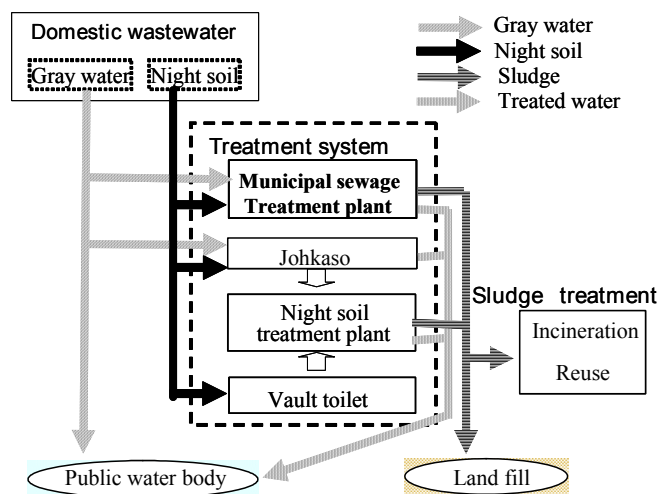 Domestic wastewater
Gray water
Night soil
Gray water
Night soil
Sludge
Treated water
Treatment system
Municipal sewage
Treatment plant
Johkaso
Night soil
treatment plant
Vault toilet
Sludge treatment
Incineration
Reuse
Public water body
Land fill